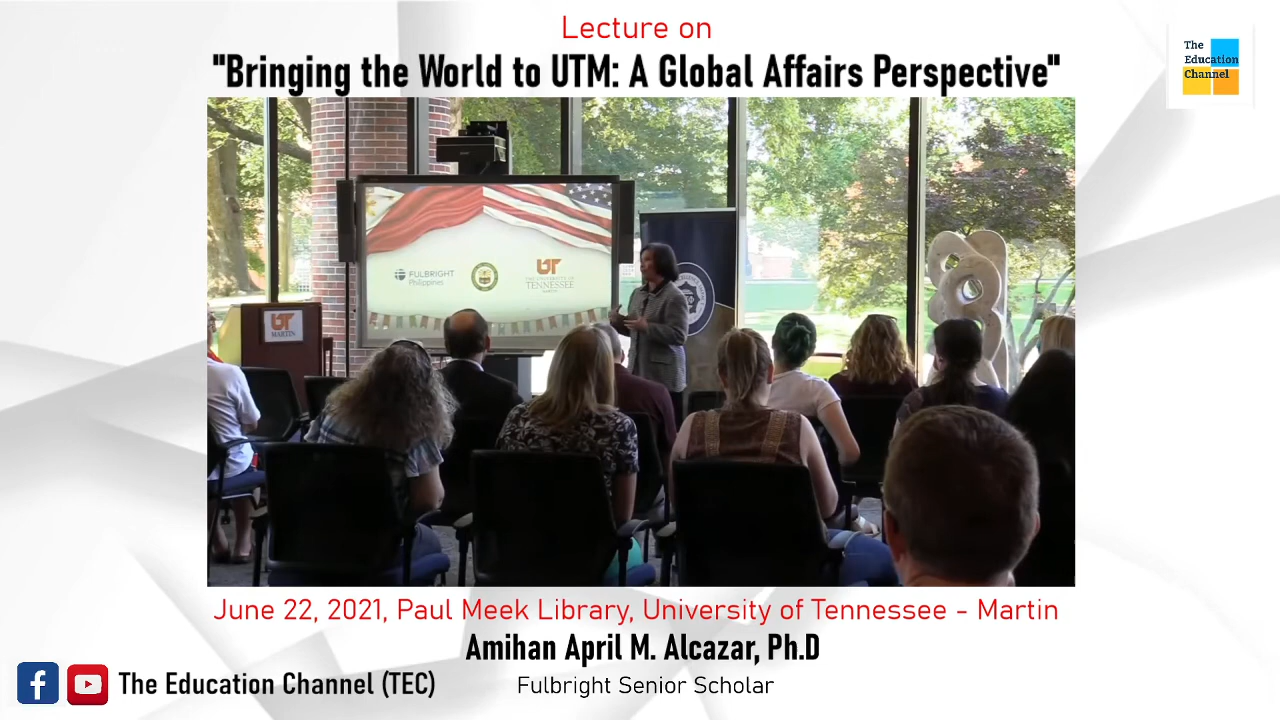 Lecture on
"Bringing the World to UTM: A Global Affairs Perspective"
The
Education
Channel
FULBRIGHT
Philippines
UT
THE UNIVERSITY OF
TENNESSEE
MARTIN
UT
MARTIN
June 22, 2021, Paul Meek Library, University of Tennessee - Martin
Amihan April M. Alcazar, Ph.D
The Education Channel (TEC)
Fulbright Senior Scholar